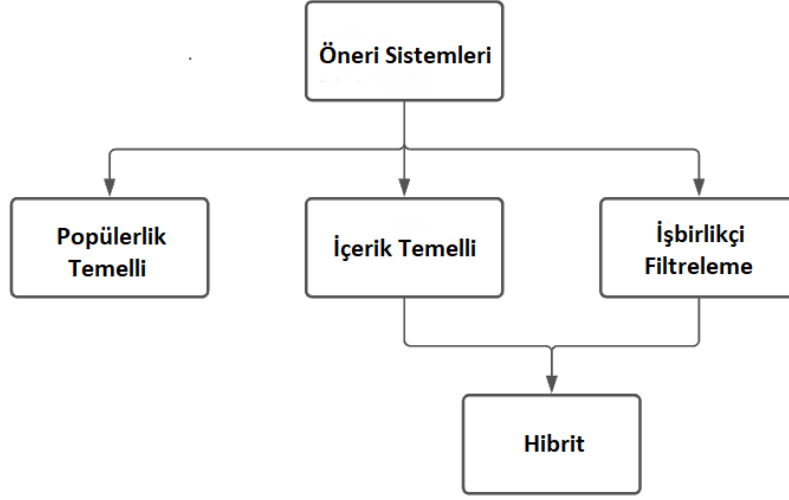 Öneri Sistemleri
Popülerlik
Temelli
İçerik Temelli
İşbirlikçi
Filtreleme
Hibrit